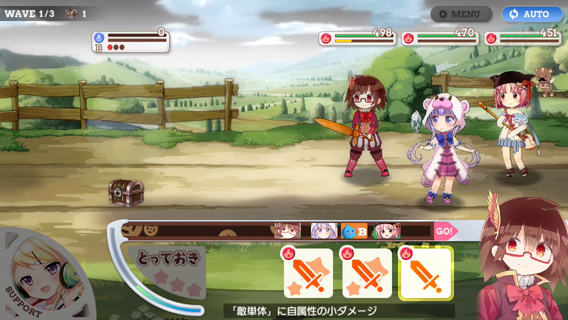 WAVE 1/3 1
MENU
AUTO
0
B
498
470
451
B
GO!
SUPPORT
とっておき
「敵単体」に自属性の小ダメージ